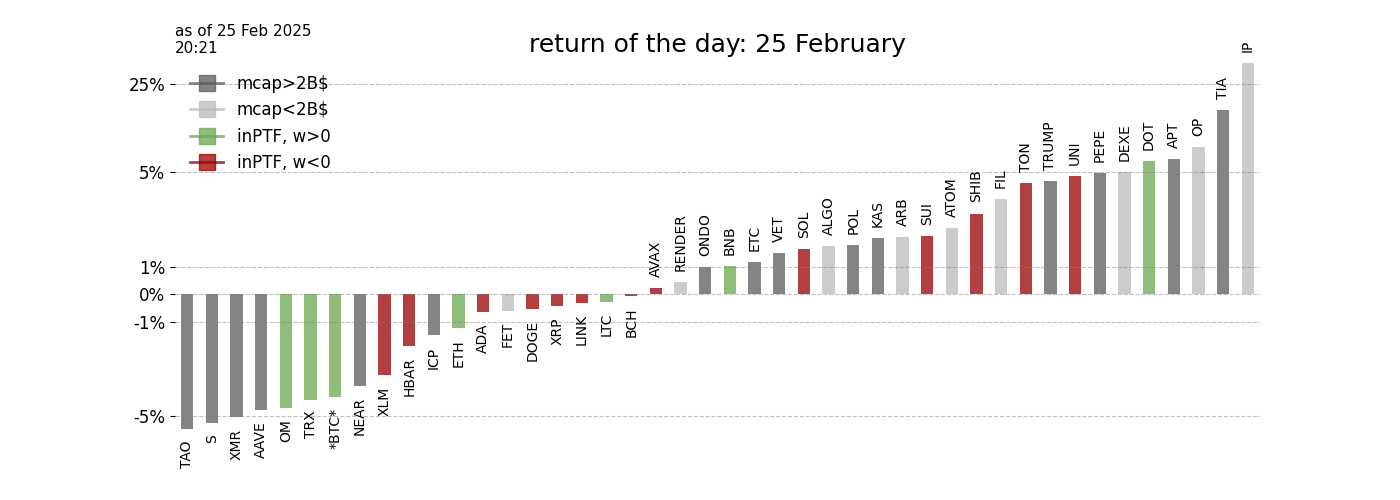 as of 25 Feb 2025
20:21
return of the day: 25 February
25%
5%
1%
0%
-1%
-5%
mcap>2B$
mcap<2B$
inPTF, w>0
inPTF, w<0
TAO
S
XMR
AAVE
OM
TRX
*BTC*
NEAR
XLM
HBAR
ICP
ETH
ADA
FET
DOGE
XRP
LINK
LTC
BCH
AVAX
RENDER
ONDO
BNB
ETC
VET
SOL
ALGO
POL
KAS
ARB
SUI
ATOM
SHIB
FIL
TON
TRUMP
UNI
PEPE
DEXE
DOT
APT
OP
TIA
IP